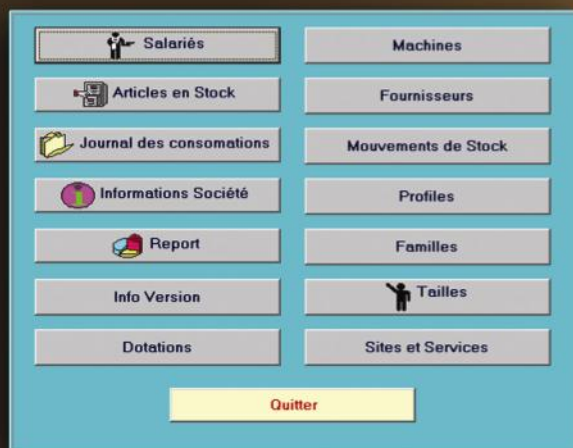 Salariés
Machines
Articles en Stock
Fournisseurs
Journal des consomations
Mouvements de Stock
Informations Société
Profiles
Report
Familles
Info Version
Tailles
Dotations
Sites et Services
Quitter